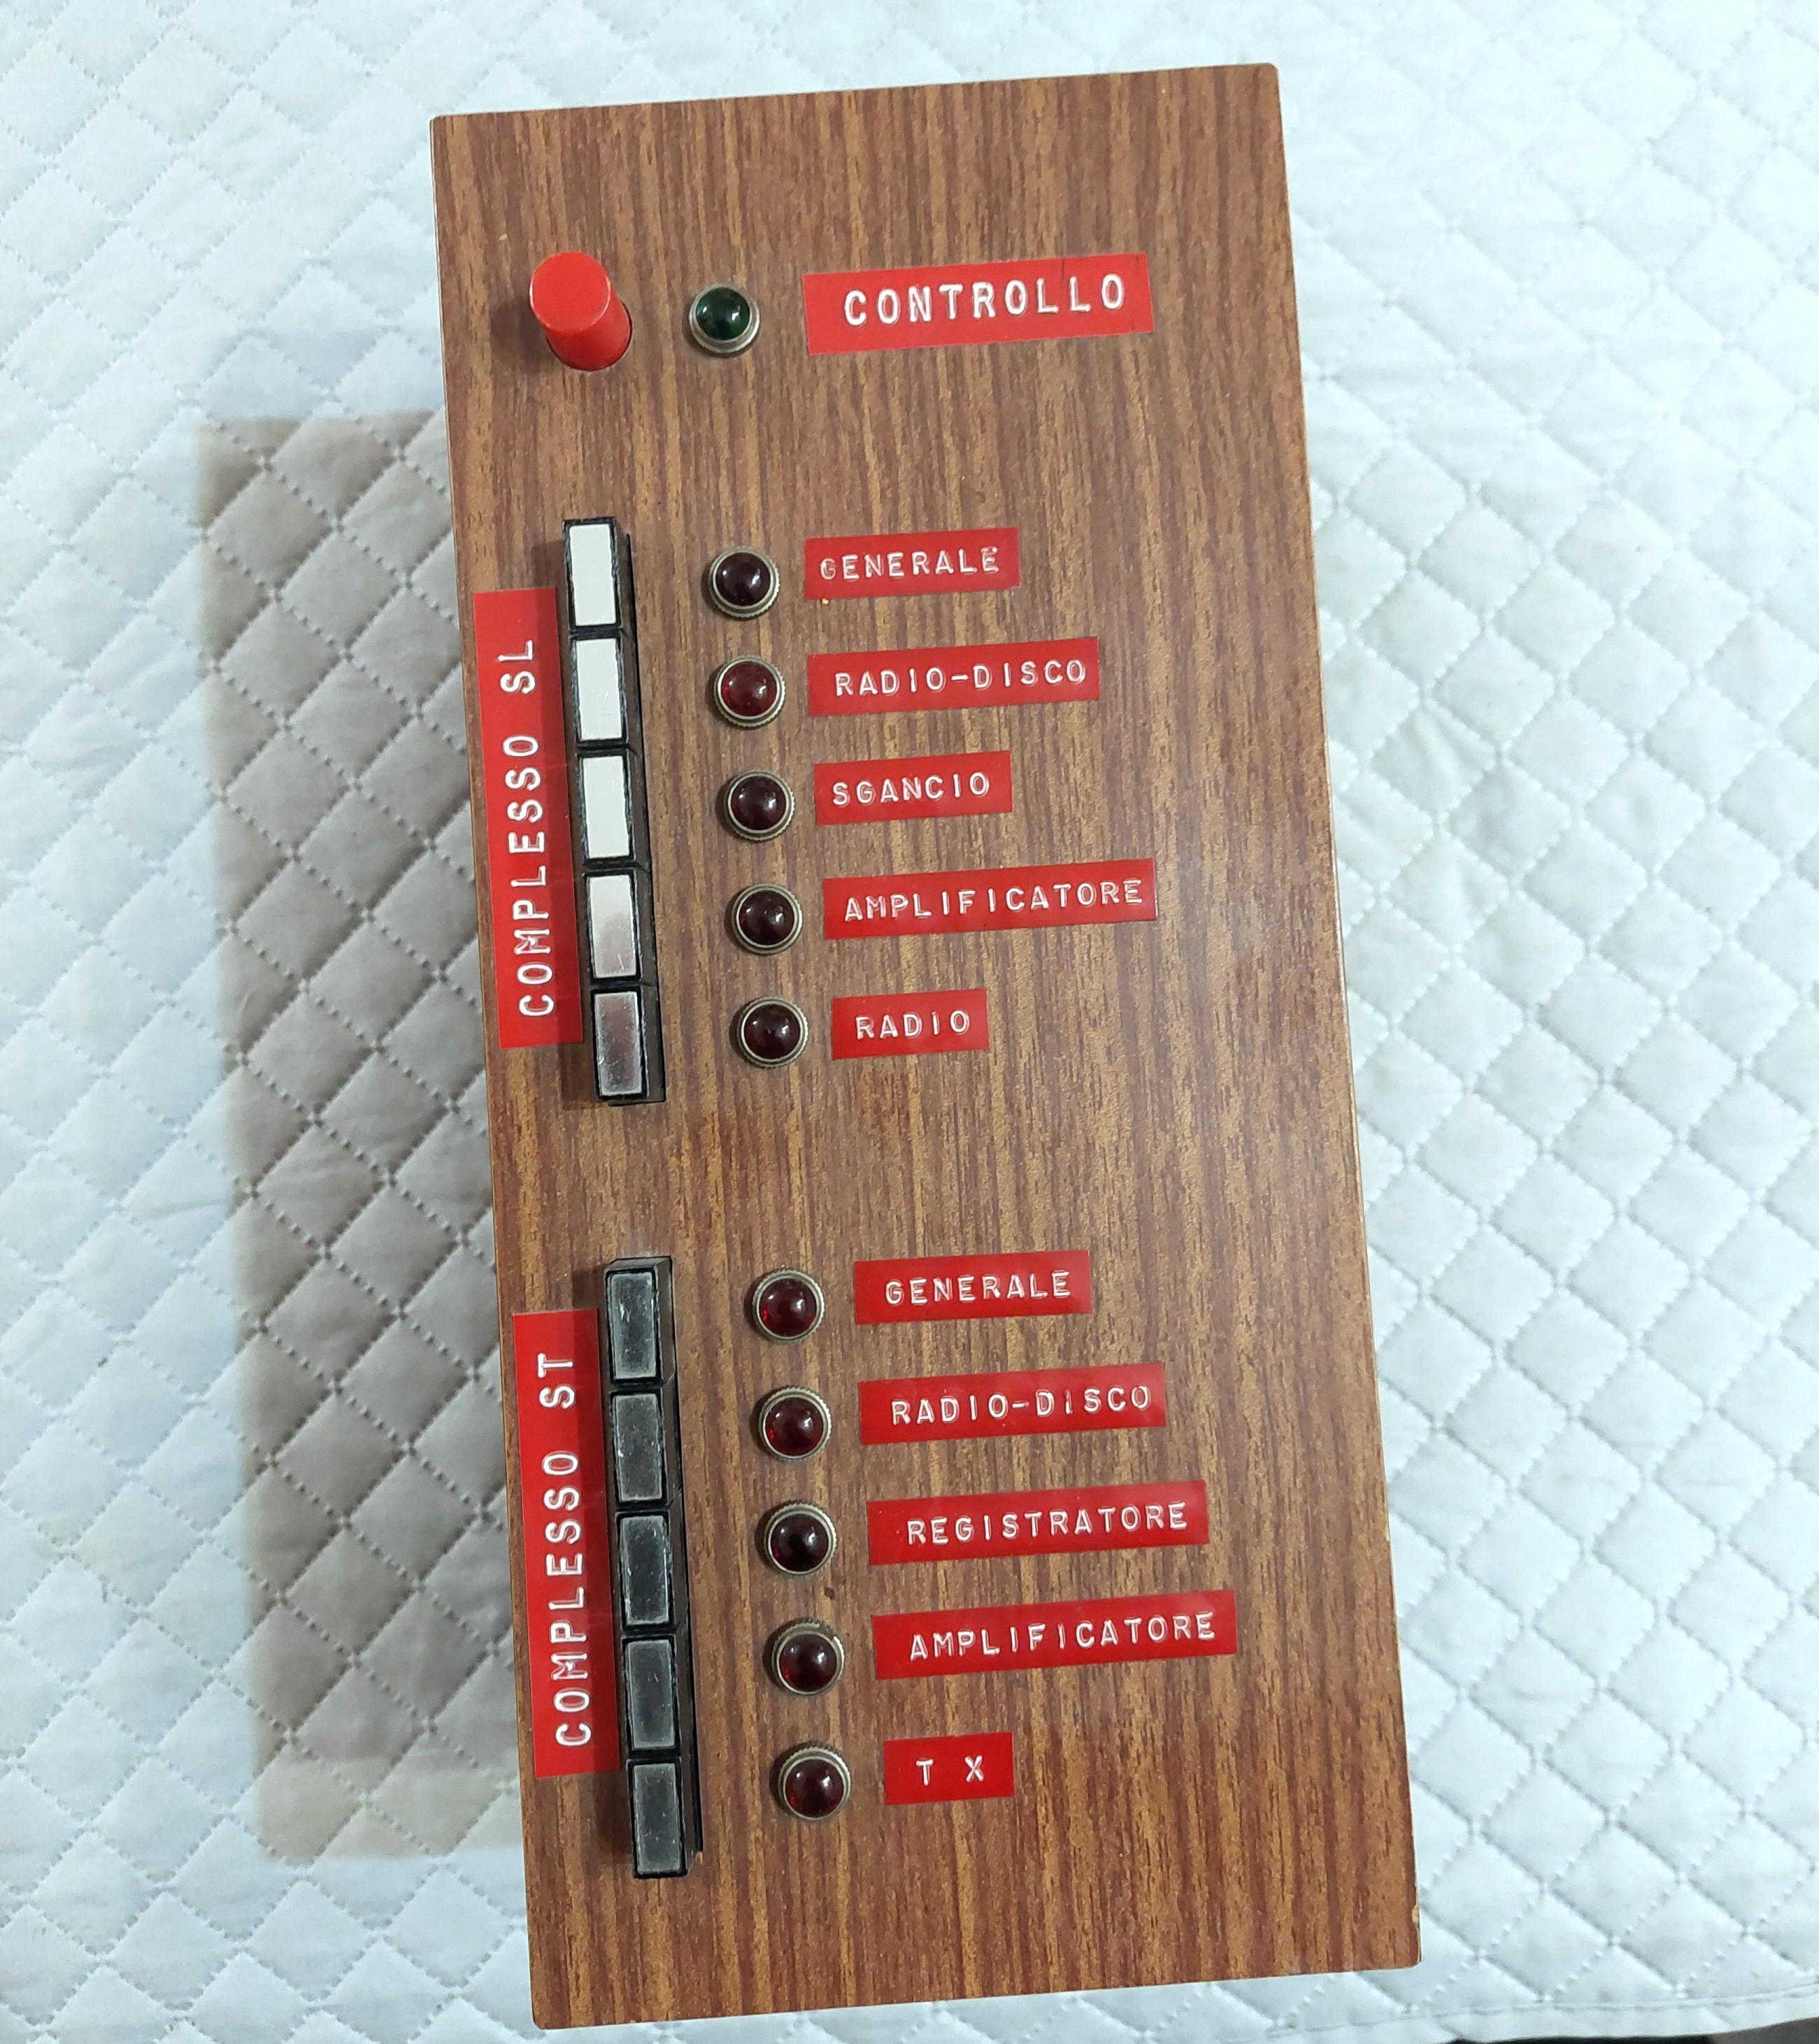 CONTROLLO
COMPLESSO SL
GENERALE
RADIO-DISCO
SGANCIO
AMPLIFICATORE
RADIO
COMPLESSO ST
GENERALE
RADIO-DISCO
REGISTRATORE
AMPLIFICATORE
T X